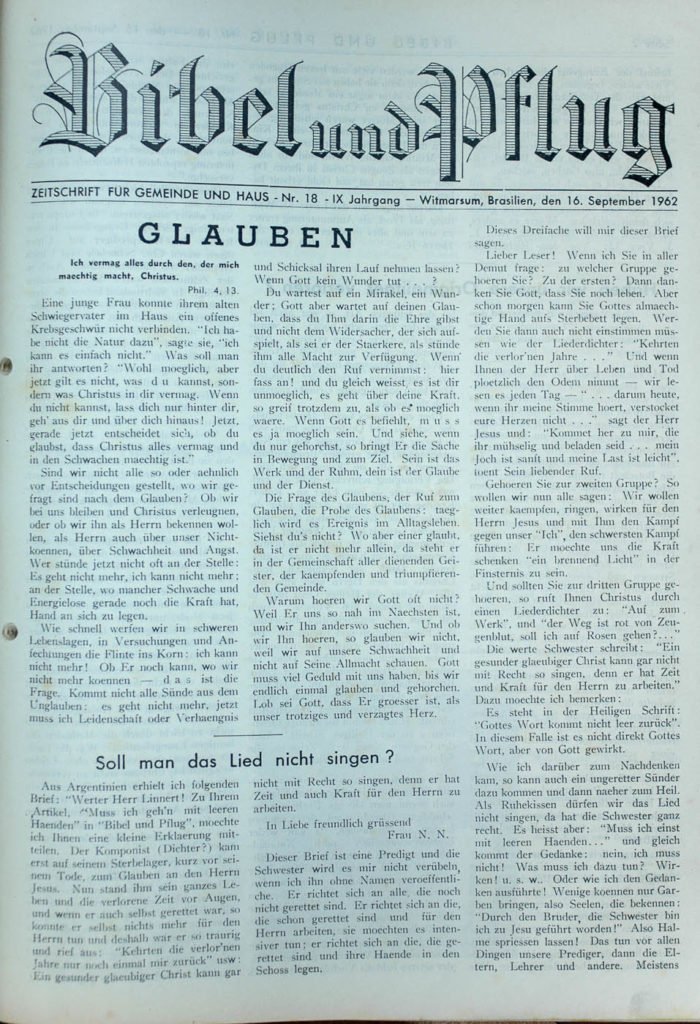 Bibel und Pflug
ZEITSCHRIFT FÜR GEMEINDE UND HAUS - Nr. 18 - IX Jahrgang — Witmarsum, Brasilien, den 16. September 1962
GLAUBEN
Ich vermag alles durch den, der mich
maechtig macht, Christus.
Phil. 4, 13.
Eine junge Frau konnte ihrem alten
Schwiegervater im Haus ein offenes
Krebsgeschwür nicht verbinden. "Ich ha-
be nicht die Natur dazu", sagte sie, "ich
kann es einfach nicht." Was soll man
ihr antworten? "Wohl moeglich, aber
jetzt gilt es nicht, was d u kannst, son-
dern was Christus in dir vermag. Wenn
du nicht kannst, lass dich nur hinter dir,
geh' aus dir und über dich hinaus! Jetzt,
gerade jetzt entscheidet sich, ob du
glaubst, dass Christus alles vermag und
in den Schwachen maechtig ist."
Sind wir nicht alle so oder aehnlich
vor Entscheidungen gestellt, wo wir ge-
fragt sind nach dem Glauben? Ob wir
bei uns bleiben und Christus verleugnen,
oder ob wir ihn als Herrn bekennen wol-
len, als Herrn auch über unser Nicht-
koennen, über Schwachheit und Angst.
Wer stünde jetzt nicht oft an der Stelle:
Es geht nicht mehr, ich kann nicht mehr;
an der Stelle, wo mancher Schwache und
Energielose gerade noch die Kraft hat,
Hand an sich zu legen.
Wie schnell werfen wir in schweren
Lebenslagen, in Versuchungen und An-
fechnungen die Flinte ins Korn: ich kann
nicht mehr! Ob Er noch kann, wo wir
nicht mehr koennen — d a s ist die
Frage. Kommt nicht alle Sünde aus dem
Unglauben: es geht nicht mehr, jetzt
muss ich Leidenschaft oder Verhaengnis
und Schicksal ihren Lauf nehmen lassen?
Wenn Gott kein Wunder tut . . . ?
Du wartest auf ein Mirakel, ein Wun-
der; Gott aber wartet auf deinen Glau-
ben, dass du Ihm darin die Ehre gibst
und nicht dem Widersacher, der sich auf-
spielt, als sei er der Staerkere, als stünde
ihm alle Macht zur Verfügung. Wenn
du deutlich den Ruf vernimmst: hier
fass an! und du gleich weisst, es ist dir
unmoeglich, es geht über deine Kraft,
so greif trotzdem zu, als ob es moeglich
waere. Wenn Gott es befiehlt, m u s s
es ja moeglich sein. Und siehe, wenn
du nur gehorchst, so bringt Er die Sache
in Bewegung und zum Ziel. Sein ist das
Werk und der Ruhm, dein ist der Glaube
und der Dienst.
Die Frage des Glaubens, der Ruf zum
Glauben, die Probe des Glaubens: taeg-
lich wird es Ereignis im Alltagsleben.
Siehst du's nicht? Wo aber einer glaubt,
da ist er nicht mehr allein, da steht er
in der Gemeinschaft aller dienenden Gei-
ster, der kaempfenden und triumpfieren-
den Gemeinde.
Warum hoeren wir Gott oft nicht?
Weil Er uns so nah im Naechsten ist,
und wir Ihn anderswo suchen. Und ob
wir Ihn hoeren, so glauben wir nicht,
weil wir auf unsere Schwachheit und
nicht auf Seine Allmacht schauen. Gott
muss viel Geduld mit uns haben, bis wir
endlich einmal glauben und gehorchen.
Lob sei Gott, dass Er groesser ist, als
unser trotziges und verzagtes Herz.
Soll man das Lied nicht singen?
Aus Argentinien erhielt ich folgenden
Brief: "Werter Herr Linnert! Zu Ihrem
Artikel, "Muss ich geh'n mit leeren
Haenden" in "Bibel und Pflug", moechte
ich Ihnen eine kleine Erklaerung mit-
teilen. Der Komponist (Dichter?) kam
erst auf seinem Sterbelager, kurz vor sei-
nem Tode, zum Glauben an den Herrn
Jesus. Nun stand ihm sein ganzes Le-
ben und die verlorene Zeit vor Augen,
und wenn er auch selbst gerettet war, so
konnte er selbst nichts mehr für den
Herrn tun und deshalb war er so traurig
und rief aus: "Kehrten die verlor'nen
Jahre nur noch einmal mir zurück" usw:
Ein gesunder glaeubiger Christ kann gar
nicht mit Recht so singen, denn er hat
Zeit und auch Kraft für den Herrn zu
arbeiten.
In Liebe freundlich grüssend
Frau N. N.
Dieser Brief ist eine Predigt und die
Schwester wird es mir nicht verübeln,
wenn ich ihn ohne Namen veroeffentli-
che. Er richtet sich an alle, die noch
nicht gerettet sind. Er richtet sich an die,
die schon gerettet sind und für den
Herrn arbeiten, sie moechten es inten-
siver tun; er richtet sich an die, die ge-
rettet sind und ihre Haende in den
Schoss legen.
Dieses Dreifache will mir dieser Brief
sagen.
Lieber Leser! Wenn ich Sie in aller
Demut frage: zu welcher Gruppe ge-
hoeren Sie? Zu der ersten? Dann dan-
ken Sie Gott, dass Sie noch leben. Aber
schon morgen kann Sie Gottes almaech-
tige Hand aufs Sterbebett legen. Wer-
den Sie dann auch nicht einstimmen müs-
sen wie der Liederdichter: "Kehrten
die verlor'nen Jahre . . ." Und wenn
Ihnen der Herr über Leben und Tod
ploetzlich den Odem nimmt — wir le-
sen es jeden Tag — " . . . darum heute,
wenn ihr meine Stimme hoert, verstocket
eure Herzen nicht . . ." sagt der Herr
Jesus und: "Kommet her zu mir, die
ihr mühselig und beladen seid . . . mein
Joch ist sanft und meine Last ist leicht",
toent Sein liebender Ruf.
Gehoeren Sie zur zweiten Gruppe? So
wollen wir nun alle sagen: Wir wollen
weiter kaempfen, ringen, wirken für den
Herrn Jesus und mit Ihm den Kampf
gegen unser "Ich", den schwersten Kampf
führen: Er moechte uns die Kraft
schenken "ein brennend Licht" in der
Finsternis zu sein.
Und sollten Sie zur dritten Gruppe ge-
hoeren, so ruft Ihnen Christus durch
einen Liederdichter zu: "Auf zum
Werk", und "der Weg ist rot von Zeu-
genblut, soll ich auf Rosen gehen?..."
Die werte Schwester schreibt: "Ein
gesunder glaeubiger Christ kann gar nicht
mit Recht so singen, denn er hat Zeit
und Kraft für den Herrn zu arbeiten."
Dazu moechte ich bemerken:
Es steht in der Heiligen Schrift:
"Gottes Wort kommt nicht leer zurück".
In diesem Falle ist es nicht direkt Gottes
Wort, aber von Gott gewirkt.
Wie ich darüber zum Nachdenken
kam, so kann auch ein ungeretter Sünder
dazu kommen und dann naeher zum Heil.
Als Ruhekissen dürfen wir das Lied
nicht singen, da hat die Schwester ganz
recht. Es heisst aber: "Muss ich einst
mit leeren Haenden..." und gleich
kommt der Gedanke: nein, ich muss
nicht! Was muss ich dazu tun? Wir-
ken! u. s. w.. Oder wie ich den Gedan-
ken ausführte! Wenige koennen nur Gar-
ben bringen, also Seelen, die bekennen:
"Durch den Bruder, die Schwester bin
ich zu Jesu geführt worden!" Also Hal-
me spriessen lassen! Das tun vor allen
Dingen unsere Prediger, dann die El-
tern, Lehrer und andere. Meistens